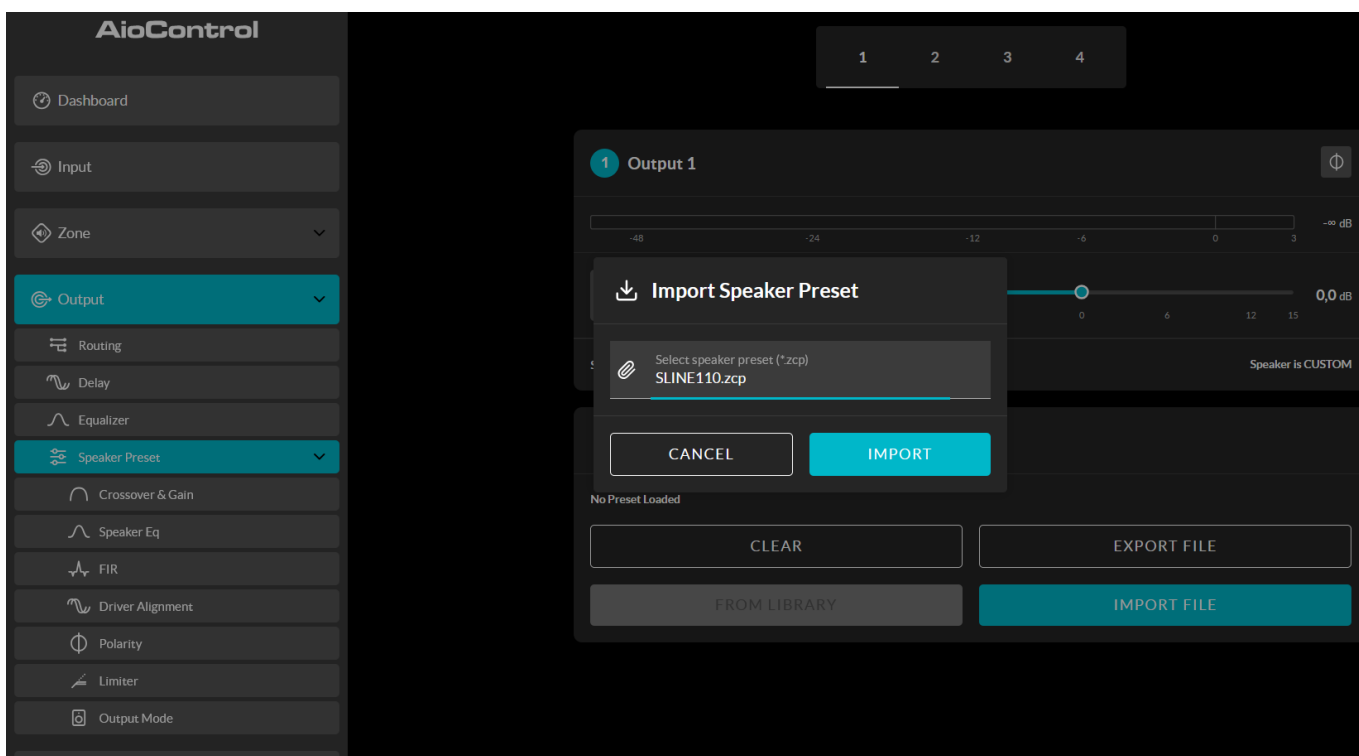 AioControl
Dashboard
Input
Zone
Output
Routing
Delay
Equalizer
Speaker Preset
Crossover & Gain
Speaker Eq
FIR
Driver Alignment
Polarity
Limiter
Output Mode
1 2 3 4
1 Output 1
-∞ dB
-48 -24 -12 -6 0 3
0,0 dB
0 6 12 15
Speaker is CUSTOM
Import Speaker Preset
Select speaker preset (*.zcp)
SLINE110.zcp
CANCEL IMPORT
No Preset Loaded
CLEAR EXPORT FILE
FROM LIBRARY IMPORT FILE